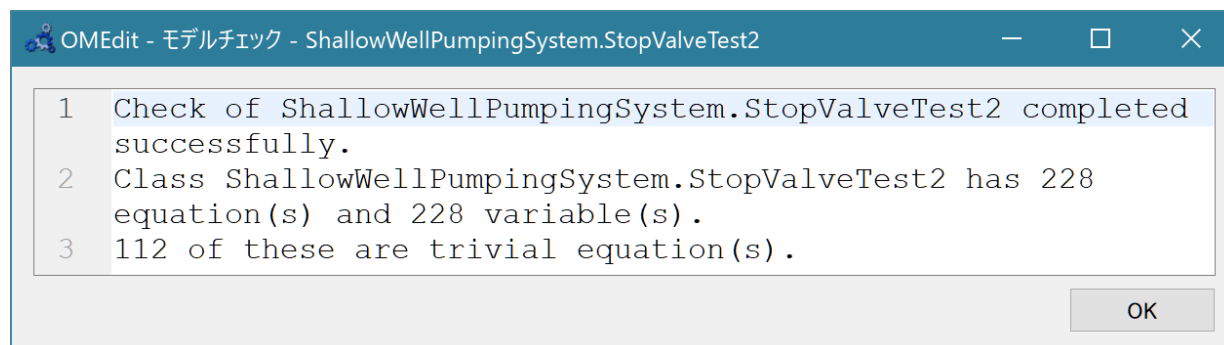 OMEdit - モデルチェック - ShallowWellPumpingSystem.StopValveTest2
1 Check of ShallowWellPumpingSystem.StopValveTest2 completed
successfully.
2 Class ShallowWellPumpingSystem.StopValveTest2 has 228
equation(s) and 228 variable(s).
3 112 of these are trivial equation(s).
OK